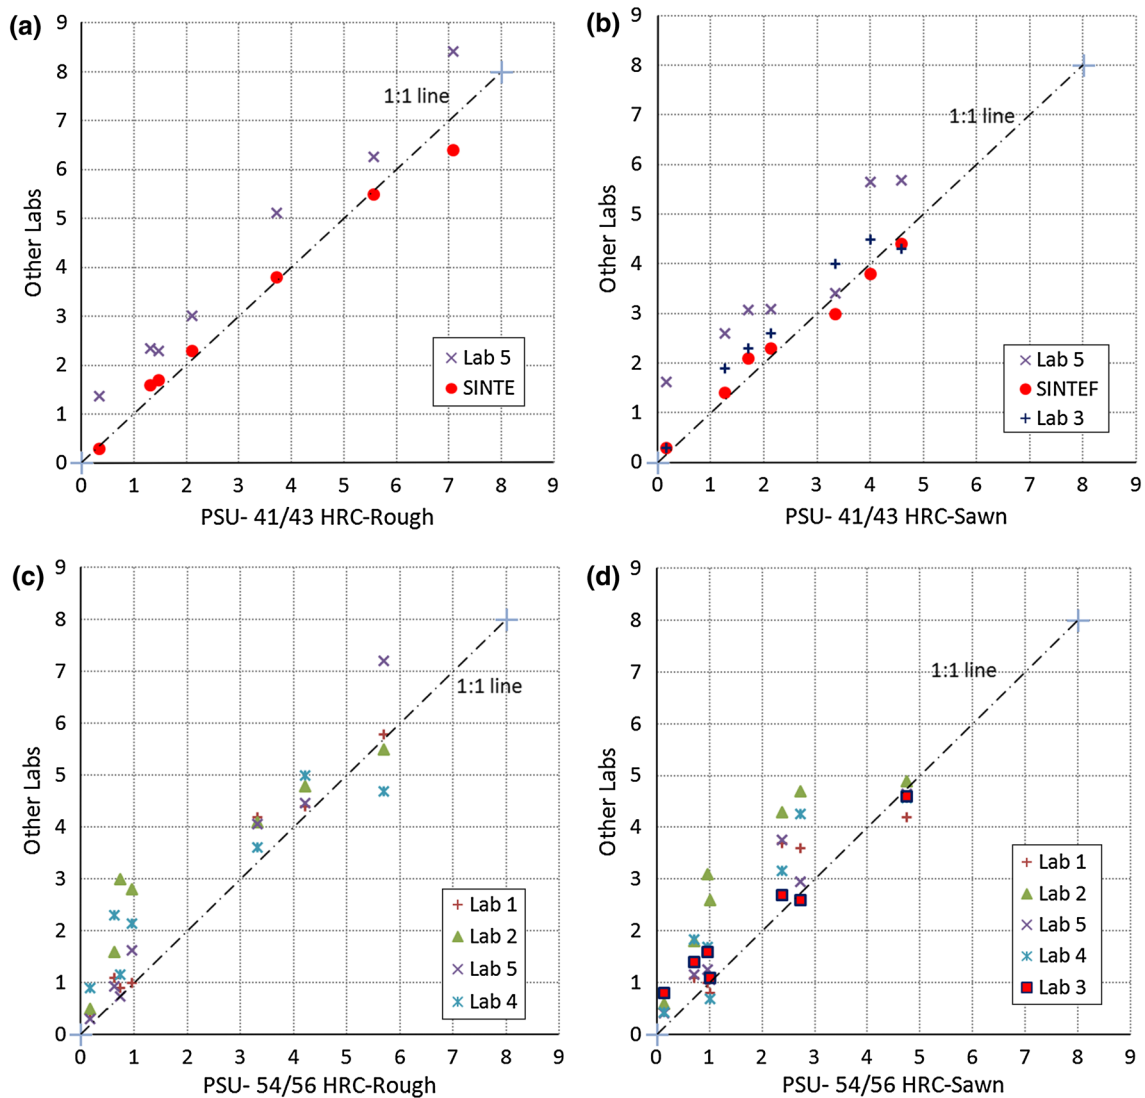 (a)
9
8
7
6
5
4
3
2
1
0
Other Labs
1:1 line
Lab 5
SINTE
0 1 2 3 4 5 6 7 8 9
PSU- 41/43 HRC-Rough
(b)
9
8
7
6
5
4
3
2
1
0
Other Labs
1:1 line
Lab 5
SINTEF
Lab 3
0 1 2 3 4 5 6 7 8 9
PSU- 41/43 HRC-Sawn
(c)
9
8
7
6
5
4
3
2
1
0
Other Labs
1:1 line
Lab 1
Lab 2
Lab 5
Lab 4
0 1 2 3 4 5 6 7 8 9
PSU- 54/56 HRC-Rough
(d)
9
8
7
6
5
4
3
2
1
0
Other Labs
1:1 line
Lab 1
Lab 2
Lab 5
Lab 4
Lab 3
0 1 2 3 4 5 6 7 8 9
PSU- 54/56 HRC-Sawn